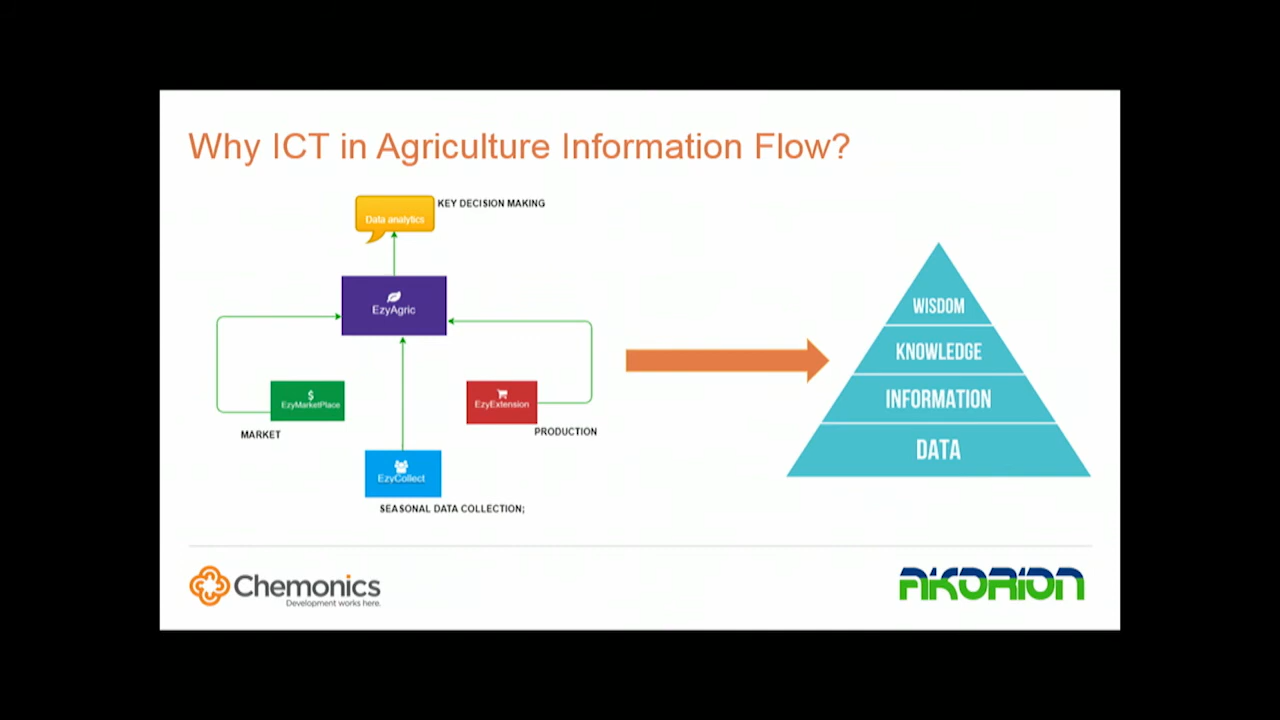 Why ICT in Agriculture Information Flow?
KEY DECISION MAKING
Data analytics
EzyAgric
$
EzyMarketPlace
MARKET
EzyExtension
PRODUCTION
EzyCollect
SEASONAL DATA COLLECTION;
WISDOM
KNOWLEDGE
INFORMATION
DATA
Chemonics
Development works here.
AKORION